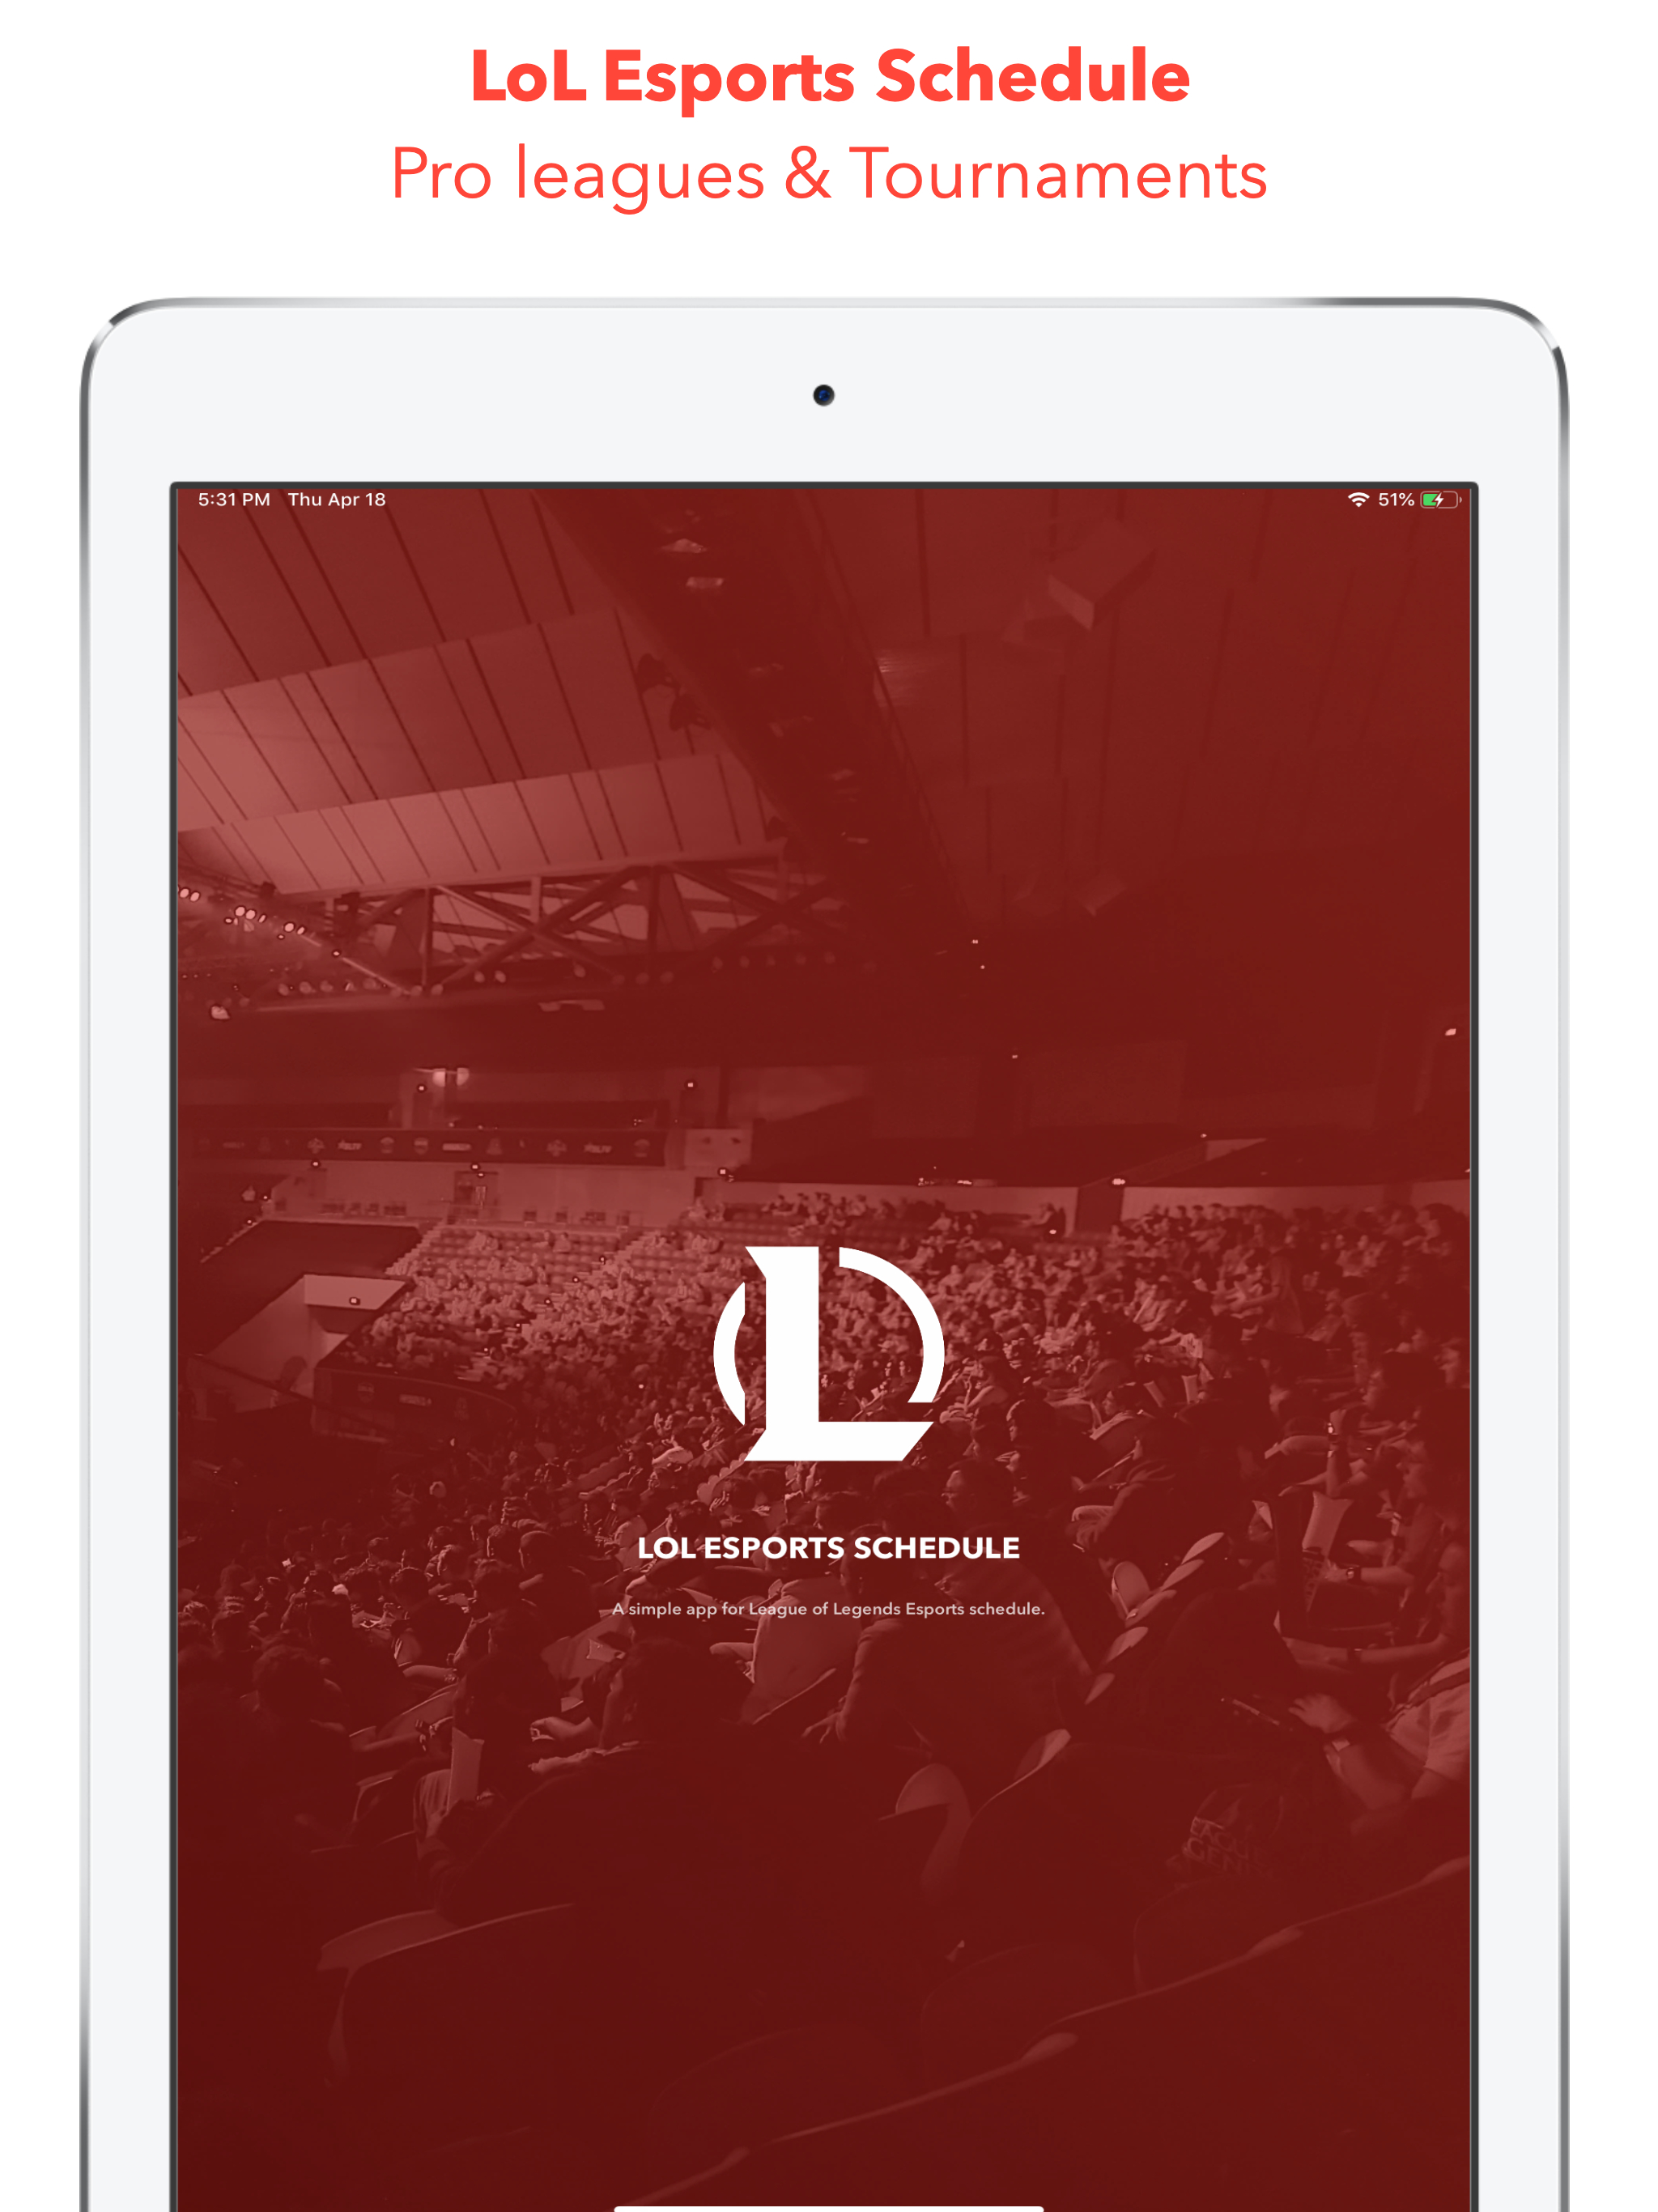 LoL Esports Schedule
Pro leagues & Tournaments
5:31 PM Thu Apr 18
51%
L
LOL ESPORTS SCHEDULE
A simple app for League of Legends Esports schedule.